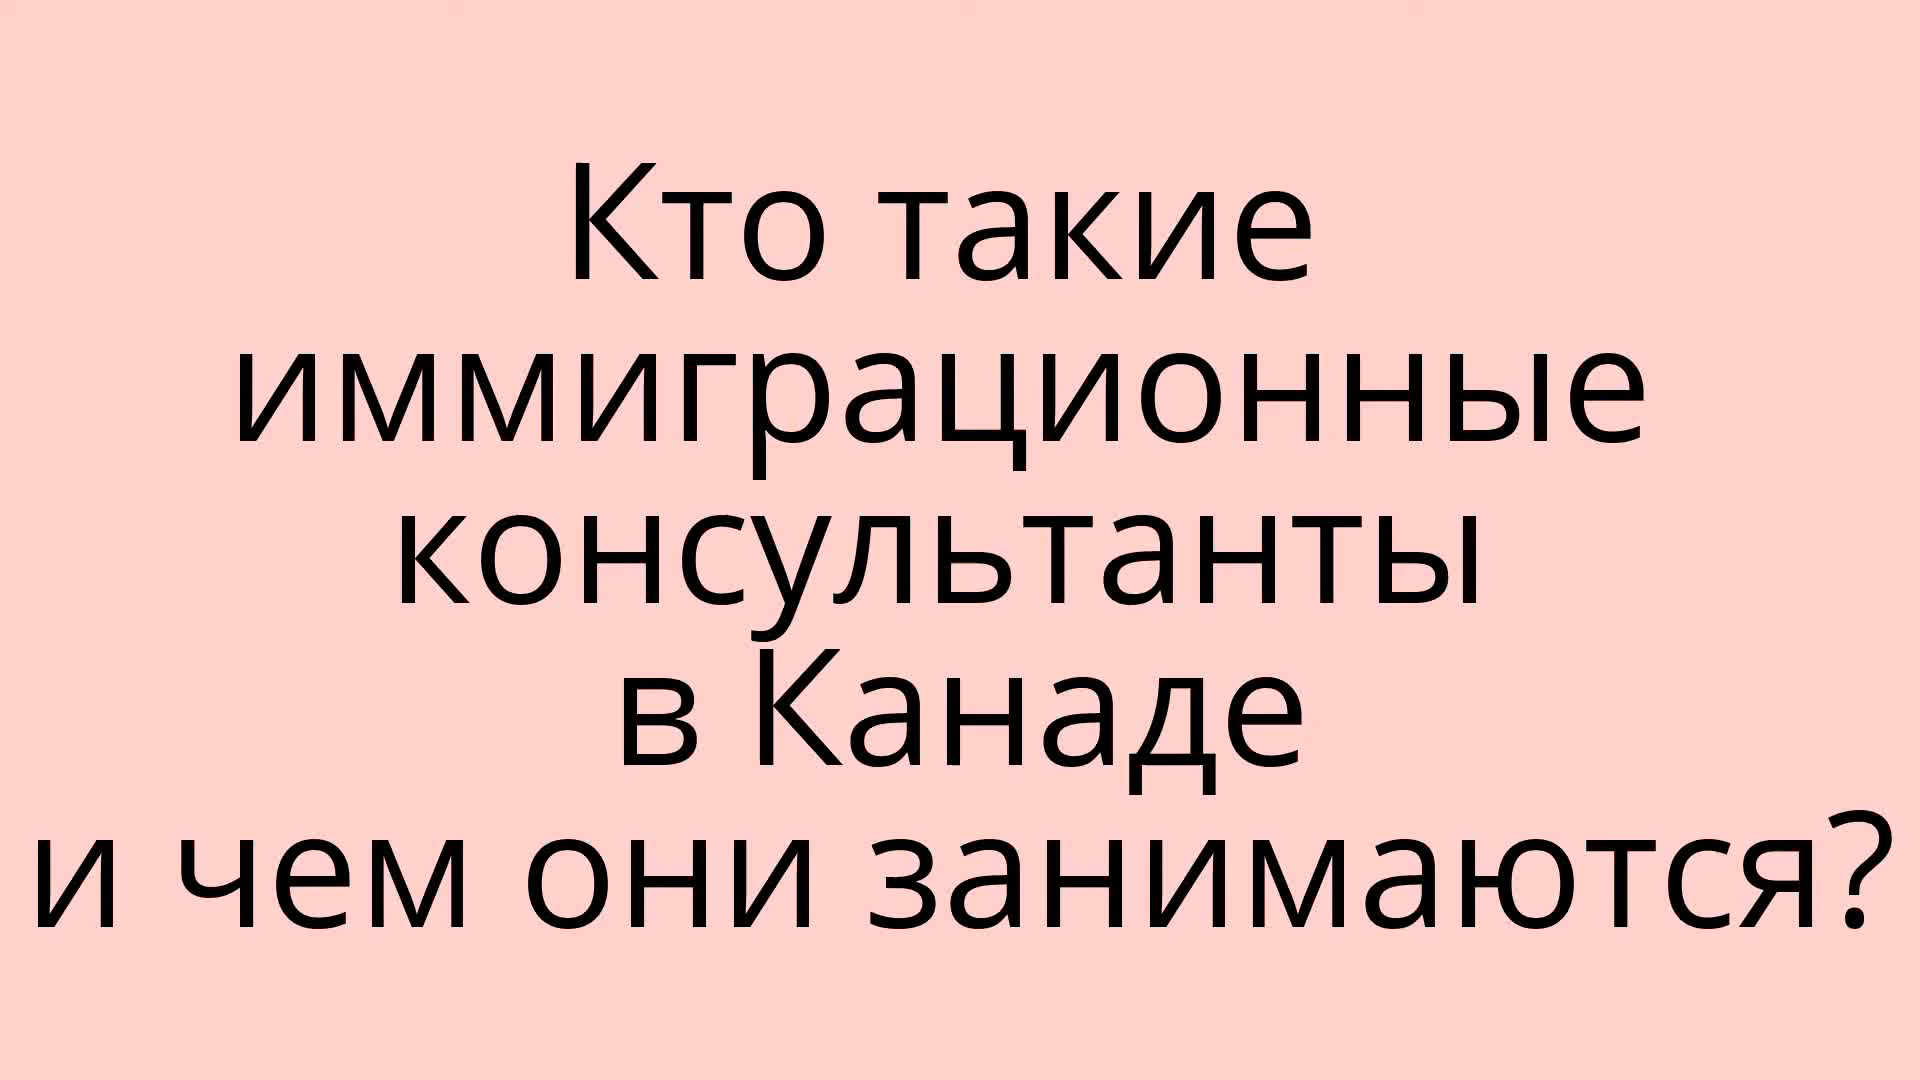 Кто такие
иммиграционные
консультанты
в Канаде
и чем они занимаются?